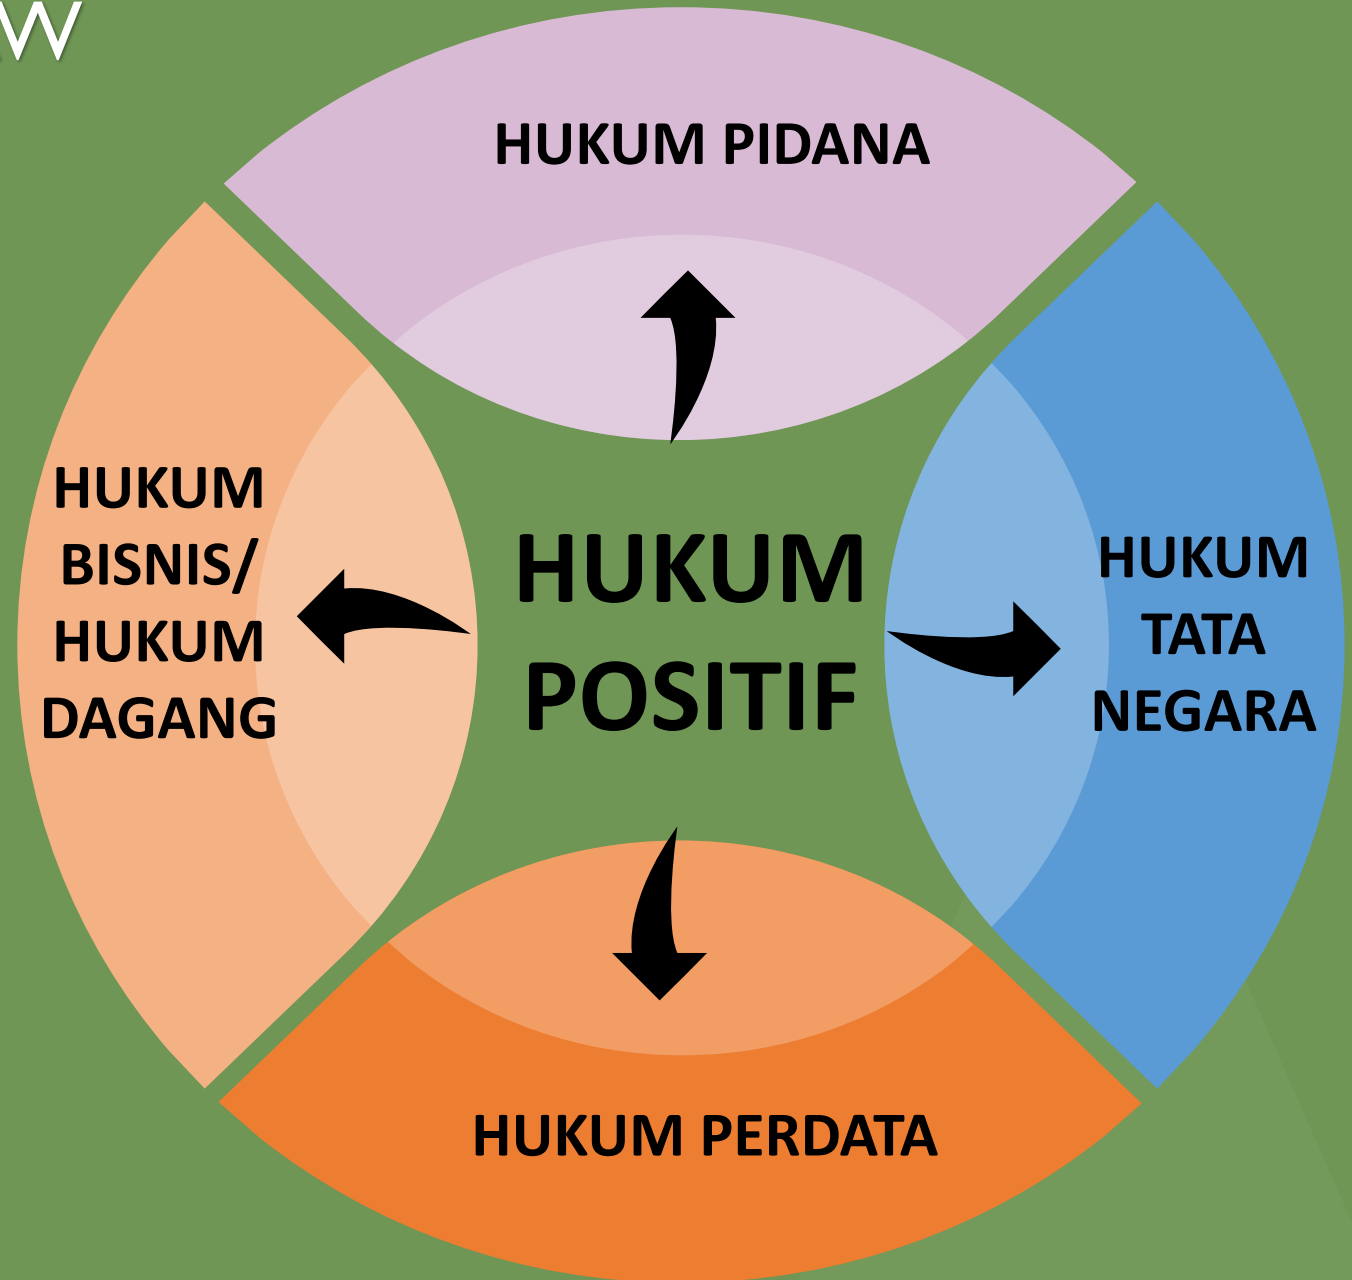 HUKUM PIDANA
HUKUM
BISNIS/
HUKUM
DAGANG
HUKUM
POSITIF
HUKUM
TATA
NEGARA
HUKUM PERDATA